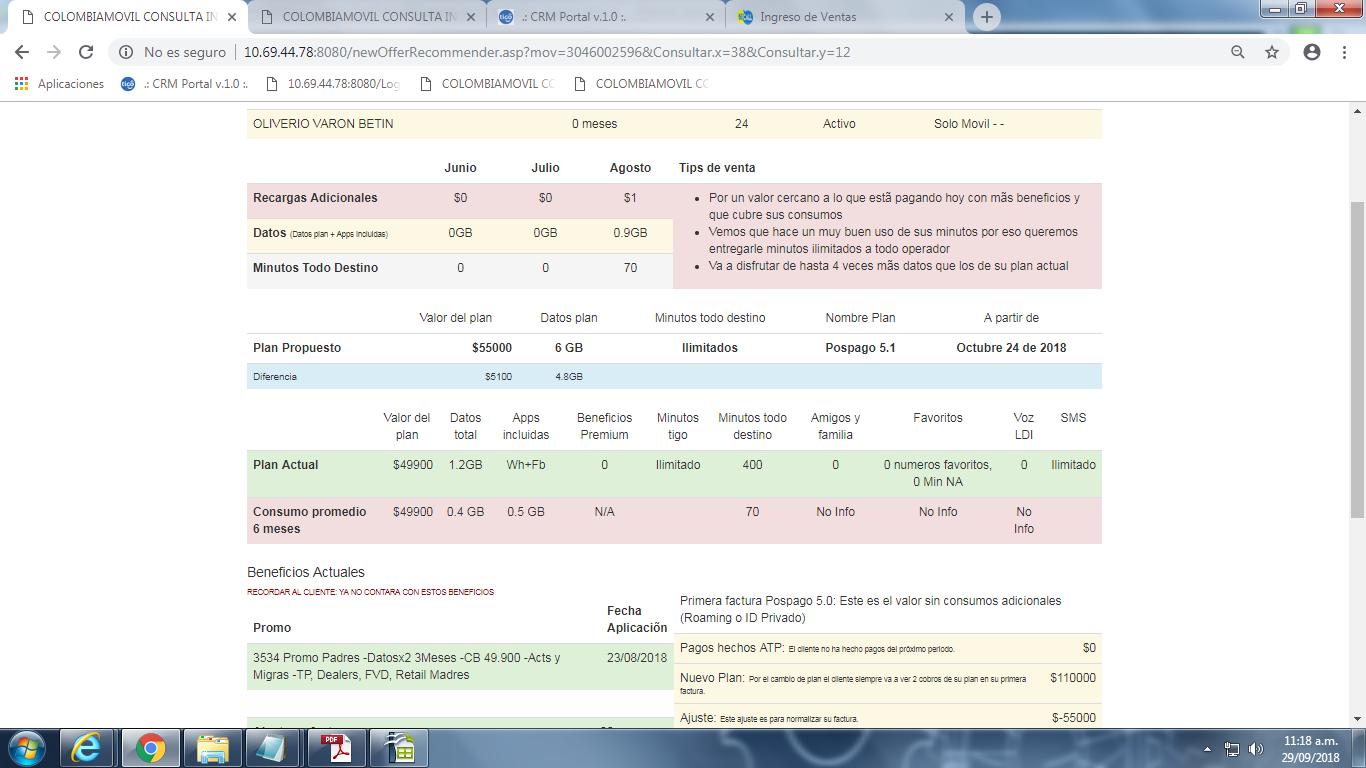 COLOMBIAMOVIL CONSULTA IN
COLOMBIAMOVIL CONSULTA IN
.: CRM Portal v.1.0 :.
Ingreso de Ventas
No es seguro
10.69.44.78:8080/newOfferRecommender.asp?mov=3046002596&Consultar.x=38&Consultar.y=12
Aplicaciones
.: CRM Portal v.1.0 :.
10.69.44.78:8080/Log
COLOMBIAMOVIL CO
COLOMBIAMOVIL CO
OLIVERIO VARON BETIN 0 meses 24 Activo Solo Movil - -
Junio Julio Agosto Tips de venta
Recargas Adicionales $0 $0 $1
Datos (Datos plan + Apps Incluidas) 0GB 0GB 0.9GB
Minutos Todo Destino 0 0 70
Por un valor cercano a lo que estã pagando hoy con mãs beneficios y
que cubre sus consumos
Vemos que hace un muy buen uso de sus minutos por eso queremos
entregarle minutos ilimitados a todo operador
Va a disfrutar de hasta 4 veces mãs datos que los de su plan actual
Valor del plan Datos plan Minutos todo destino Nombre Plan A partir de
Plan Propuesto $55000 6 GB Ilimitados Pospago 5.1 Octubre 24 de 2018
Diferencia $5100 4.8GB
Valor del Datos Apps Beneficios Minutos Minutos todo Amigos y Favoritos Voz SMS
plan total incluidas Premium tigo destino familia LDI
Plan Actual $49900 1.2GB Wh+Fb 0 Ilimitado 400 0 0 numeros favoritos, 0 Ilimitado
0 Min NA
Consumo promedio $49900 0.4 GB 0.5 GB N/A 70 No Info No Info No
6 meses Info
Beneficios Actuales
RECORDAR AL CLIENTE: YA NO CONTARA CON ESTOS BENEFICIOS
Promo
Fecha
Aplicaciõn
3534 Promo Padres -Datosx2 3Meses -CB 49.900 -Acts y 23/08/2018
Migras -TP, Dealers, FVD, Retail Madres
Primera factura Pospago 5.0: Este es el valor sin consumos adicionales
(Roaming o ID Privado)
Pagos hechos ATP: El cliente no ha hecho pagos del próximo periodo. $0
Nuevo Plan: Por el cambio de plan el cliente siempre va a ver 2 cobros de su plan en su primera $110000
factura.
Ajuste: Este ajuste es para normalizar su factura. $-55000
PDF
11:18 a.m.
29/09/2018